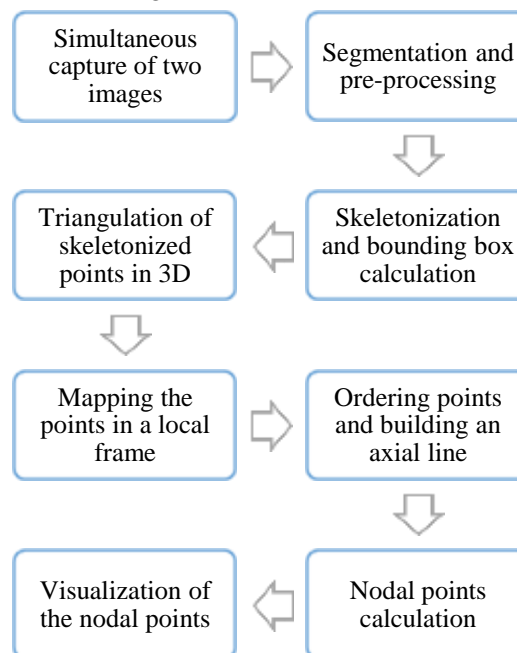 Simultaneous
capture of two
images
Segmentation and
pre-processing
Skeletonization
and bounding box
calculation
Triangulation of
skeletonized
points in 3D
Mapping the
points in a local
frame
Ordering points
and building an
axial line
Nodal points
calculation
Visualization of
the nodal points